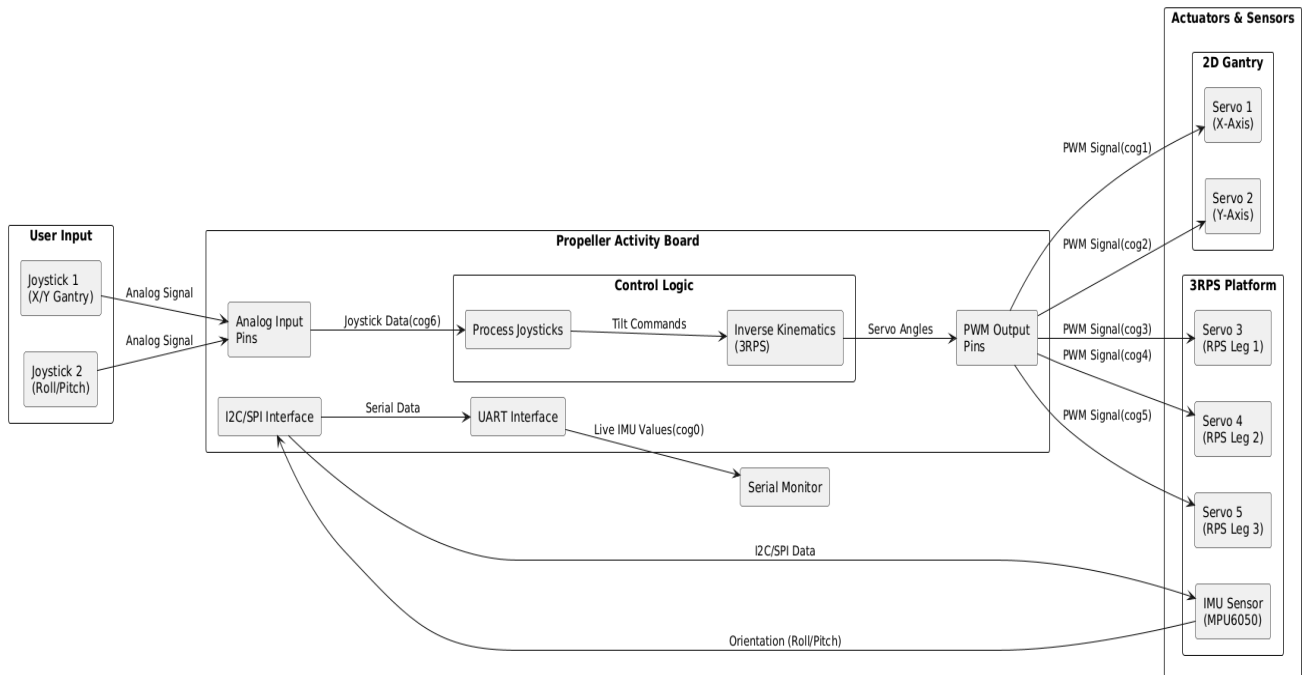 Actuators & Sensors
2D Gantry
Servo 1
(X-Axis)
PWM Signal(cog1)
Servo 2
(Y-Axis)
PWM Signal(cog2)
User Input
Joystick 1
(X/Y Gantry)
Joystick 2
(Roll/Pitch)
Analog Signal
Analog Signal
Propeller Activity Board
Analog Input
Pins
Joystick Data(cog6)
Control Logic
Process Joysticks
Tilt Commands
Inverse Kinematics
(3RPS)
Servo Angles
PWM Output
Pins
I2C/SPI Interface
Serial Data
UART Interface
Live IMU Values(cog0)
Serial Monitor
3RPS Platform
PWM Signal(cog3)
Servo 3
(RPS Leg 1)
PWM Signal(cog4)
Servo 4
(RPS Leg 2)
PWM Signal(cog5)
Servo 5
(RPS Leg 3)
I2C/SPI Data
IMU Sensor
(MPU6050)
Orientation (Roll/Pitch)